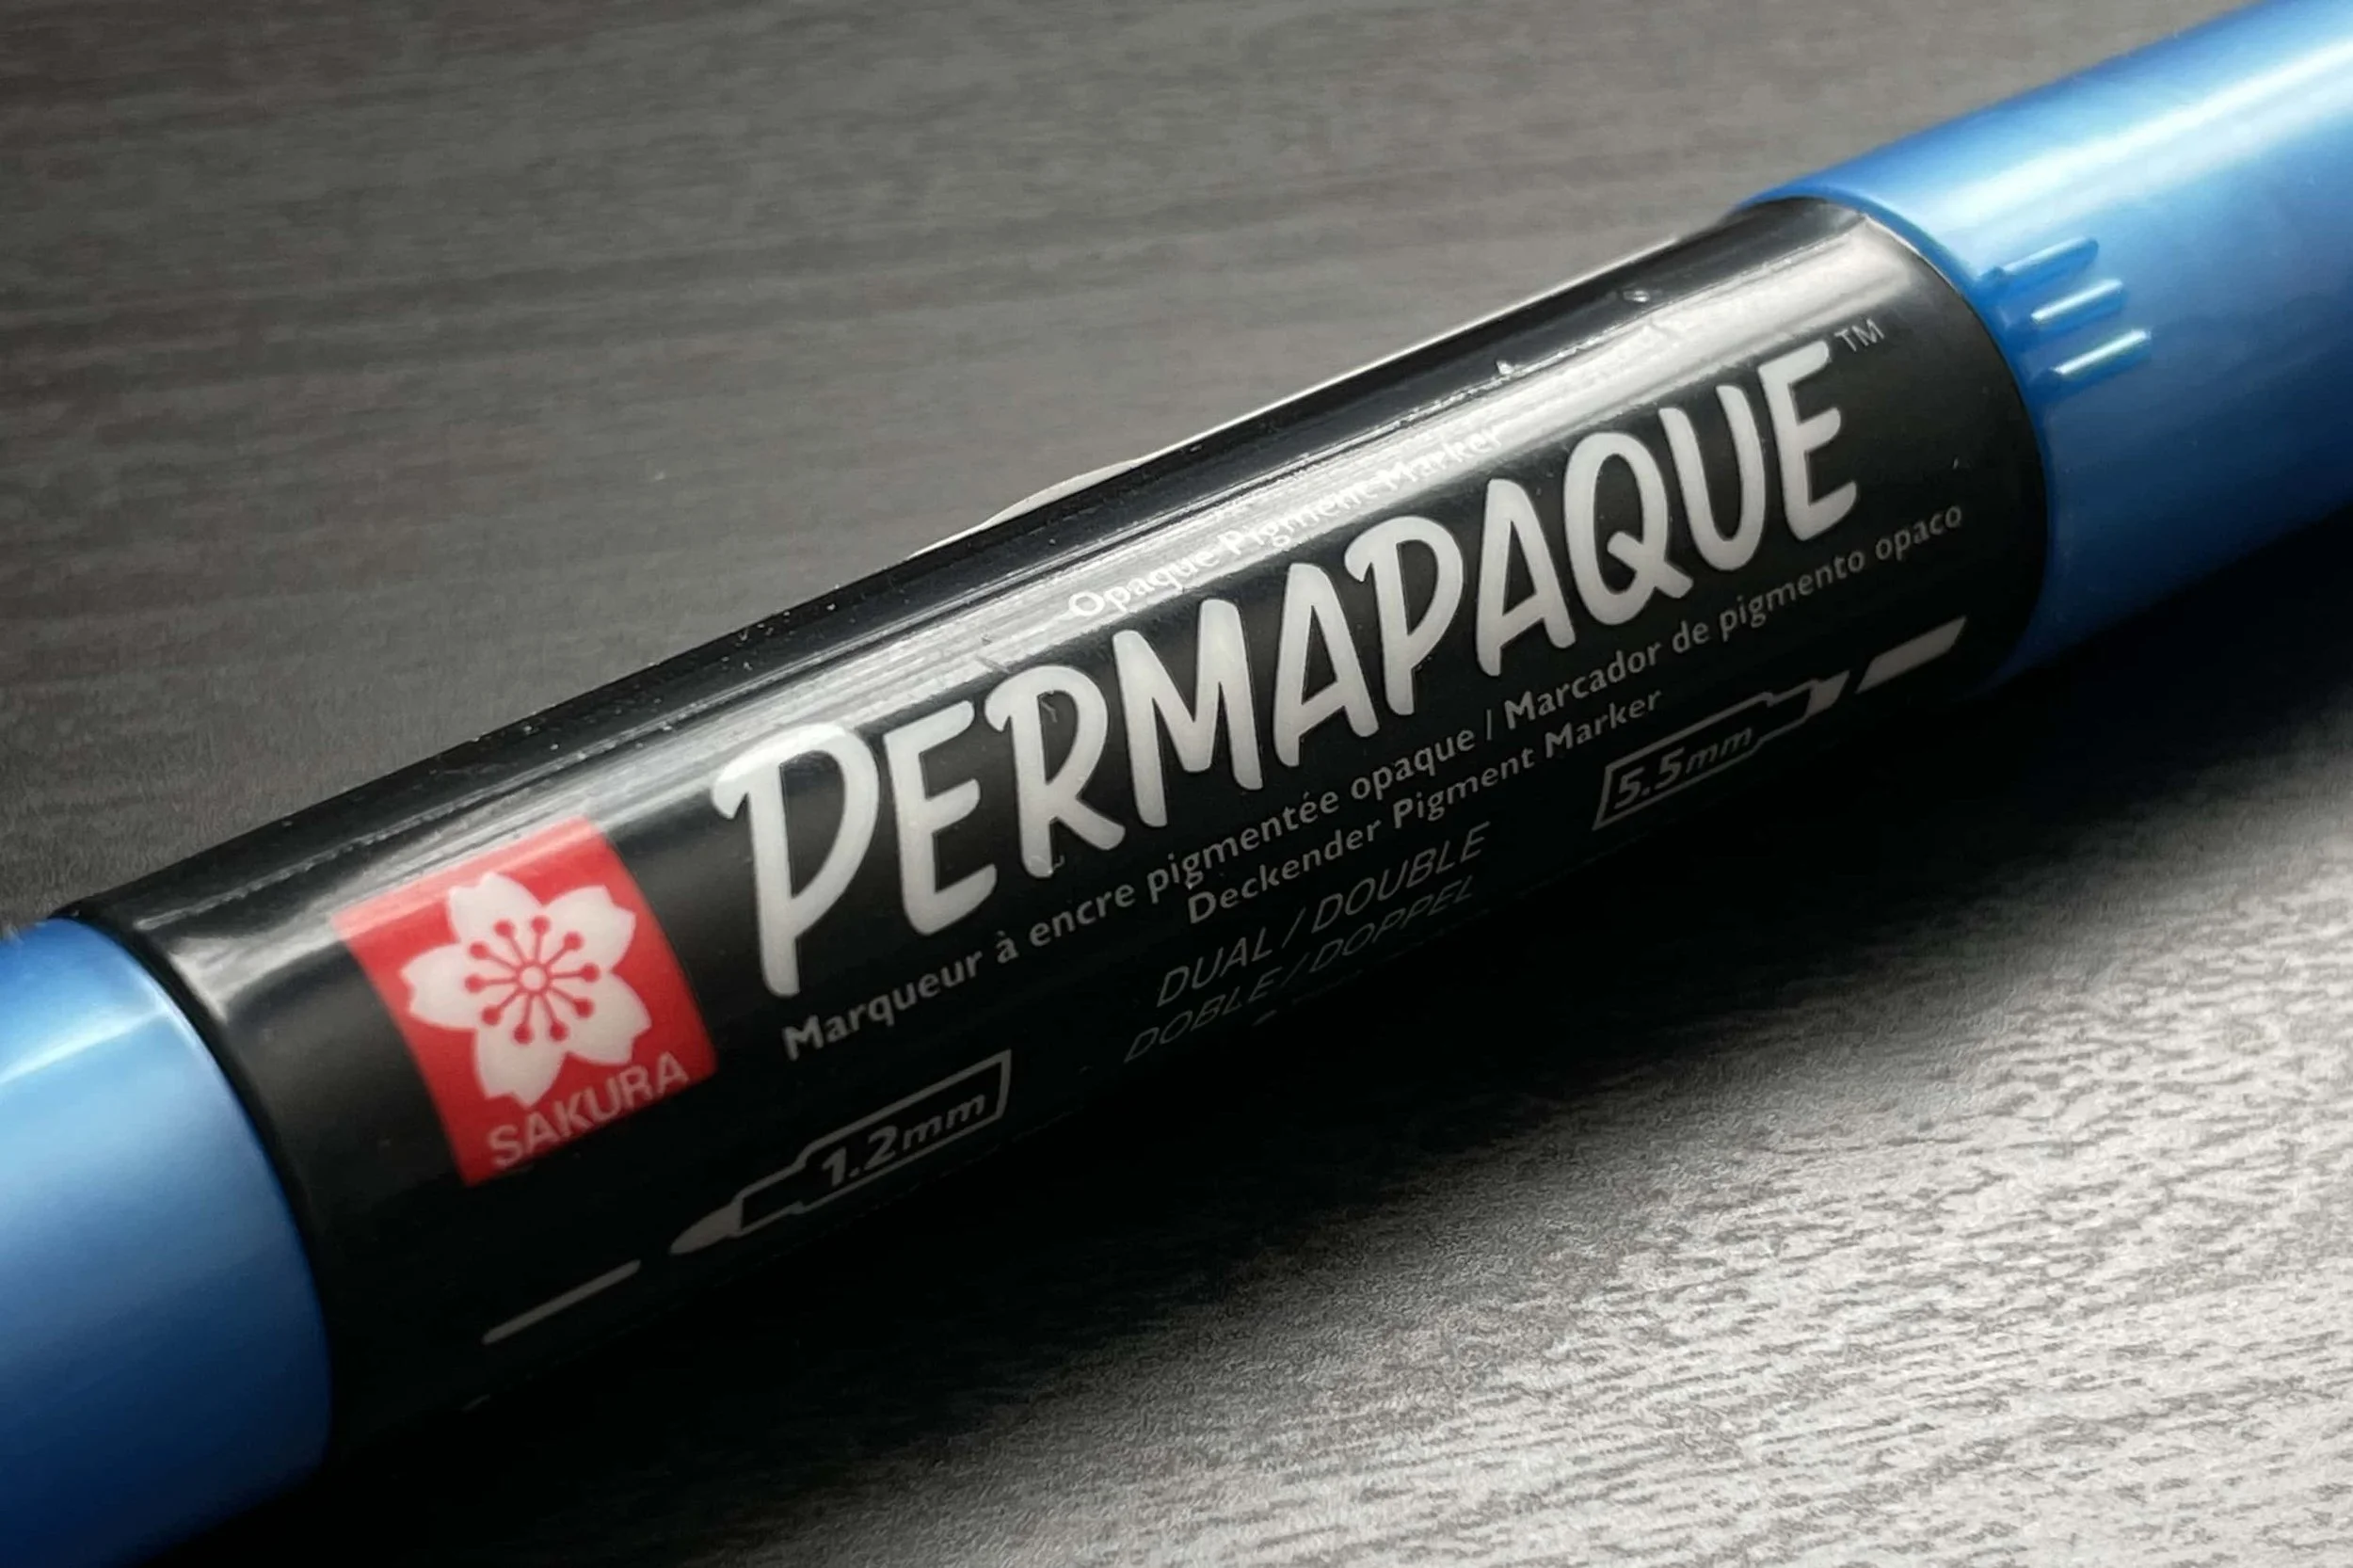 Opaque Pigment Marker
PERMAPAQUE™
Marqueur à encre pigmentée opaque / Marcador de pigmento opaco
Deckender Pigment Marker
DUAL / DOUBLE
DOBLE / DOPPEL
SAKURA
1.2mm
5.5mm